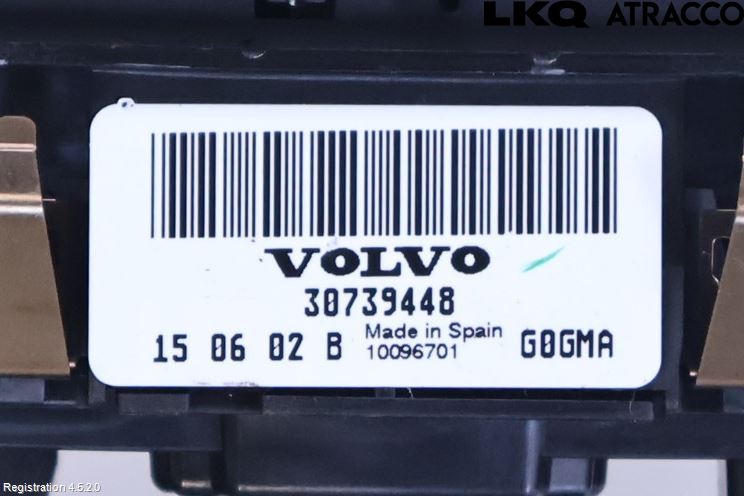 LKQ ATRACCO
VOLVO
30739448
15 06 02 B Made in Spain G0GMA
10096701
Registration 4.5.2.0